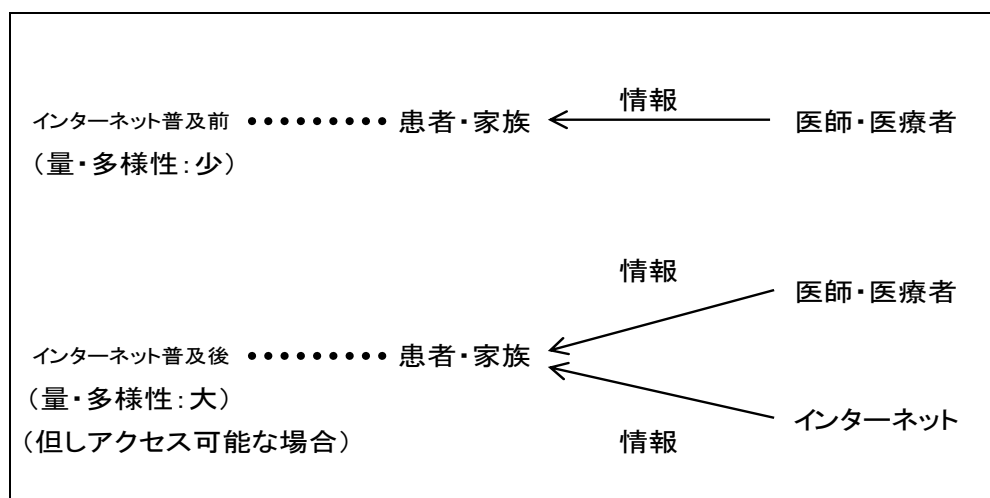 情報
インターネット普及前 ••••••••• 患者・家族 医師・医療者
（量・多様性：少）
情報
医師・医療者
インターネット普及後 ••••••••• 患者・家族
（量・多様性：大）
インターネット
（但しアクセス可能な場合） 情報